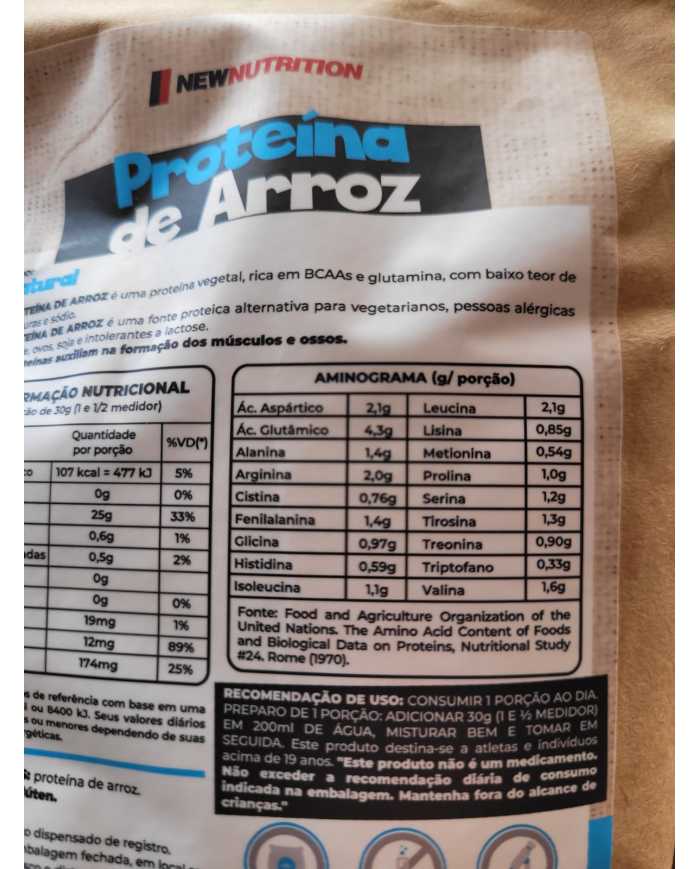 NEWNUTRITION
Proteína
de Arroz
tural
TEÍNA DE ARROZ é uma proteína vegetal, rica em BCAAs e glutamina, com baixo teor de
uras e sódio.
EÍNA DE ARROZ é uma fonte proteica alternativa para vegetarianos, pessoas alérgicas
e, ovos, soja e intolerantes a lactose.
teínas auxiliam na formação dos músculos e ossos.
RMAÇÃO NUTRICIONAL
ão de 30g (1 e 1/2 medidor)
Quantidade
por porção
%VD(*)
co 107 kcal = 477 kJ 5%
0g 0%
25g 33%
0,6g 1%
das 0,5g 2%
0g
0g 0%
19mg 1%
12mg 89%
174mg 25%
s de referência com base em uma
l ou 8400 kJ. Seus valores diários
s ou menores dependendo de suas
rgéticas.
: proteína de arroz.
úten.
o dispensado de registro.
mbalagem fechada, em local
AMINOGRAMA (g/ porção)
Ác. Aspártico 2,1g Leucina 2,1g
Ác. Glutâmico 4,3g Lisina 0,85g
Alanina 1,4g Metionina 0,54g
Arginina 2,0g Prolina 1,0g
Cistina 0,76g Serina 1,2g
Fenilalanina 1,4g Tirosina 1,3g
Glicina 0,97g Treonina 0,90g
Histidina 0,59g Triptofano 0,33g
Isoleucina 1,1g Valina 1,6g
Fonte: Food and Agriculture Organization of the
United Nations. The Amino Acid Content of Foods
and Biological Data on Proteins, Nutritional Study
#24. Rome (1970).
RECOMENDAÇÃO DE USO: CONSUMIR 1 PORÇÃO AO DIA.
PREPARO DE 1 PORÇÃO: ADICIONAR 30g (1 E ½ MEDIDOR)
EM 200ml DE ÁGUA, MISTURAR BEM E TOMAR EM
SEGUIDA. Este produto destina-se a atletas e indivíduos
acima de 19 anos. "Este produto não é um medicamento.
Não exceder a recomendação diária de consumo
indicada na embalagem. Mantenha fora do alcance de
crianças."